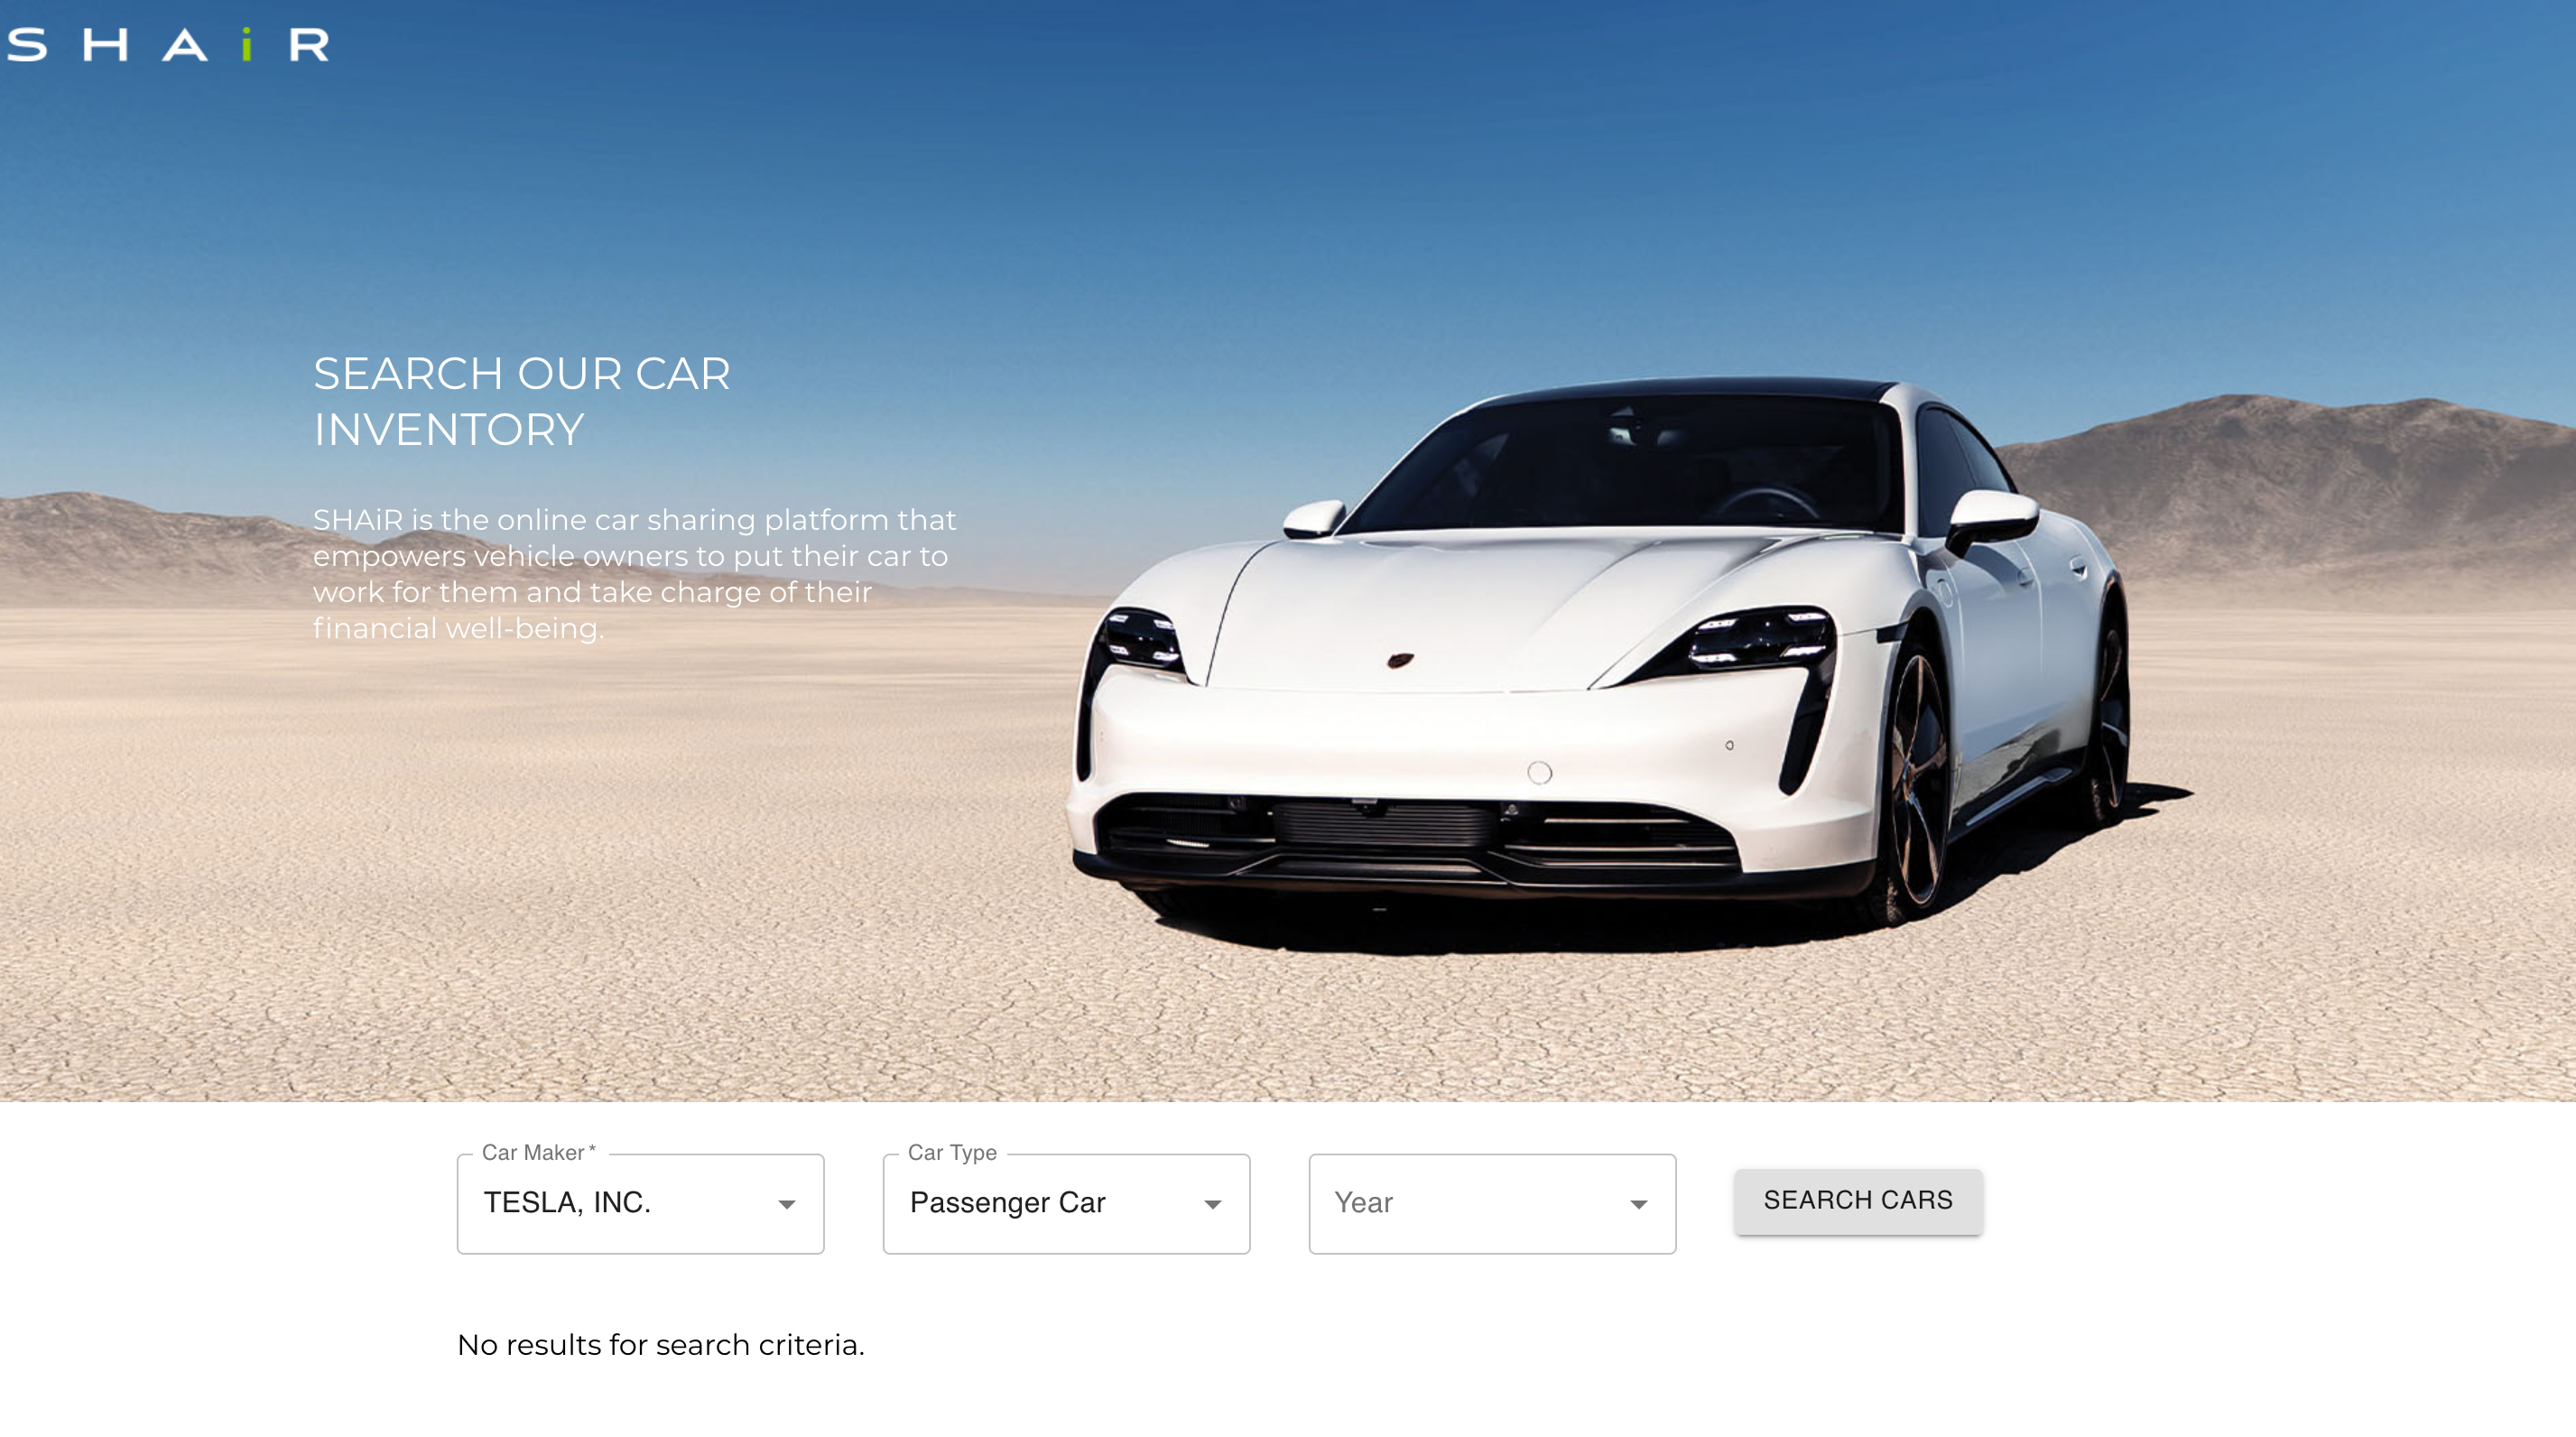 SHAiR
SEARCH OUR CAR
INVENTORY
SHAiR is the online car sharing platform that
empowers vehicle owners to put their car to
work for them and take charge of their
financial well-being.
Car Maker *
TESLA, INC.
Car Type
Passenger Car
Year
SEARCH CARS
No results for search criteria.